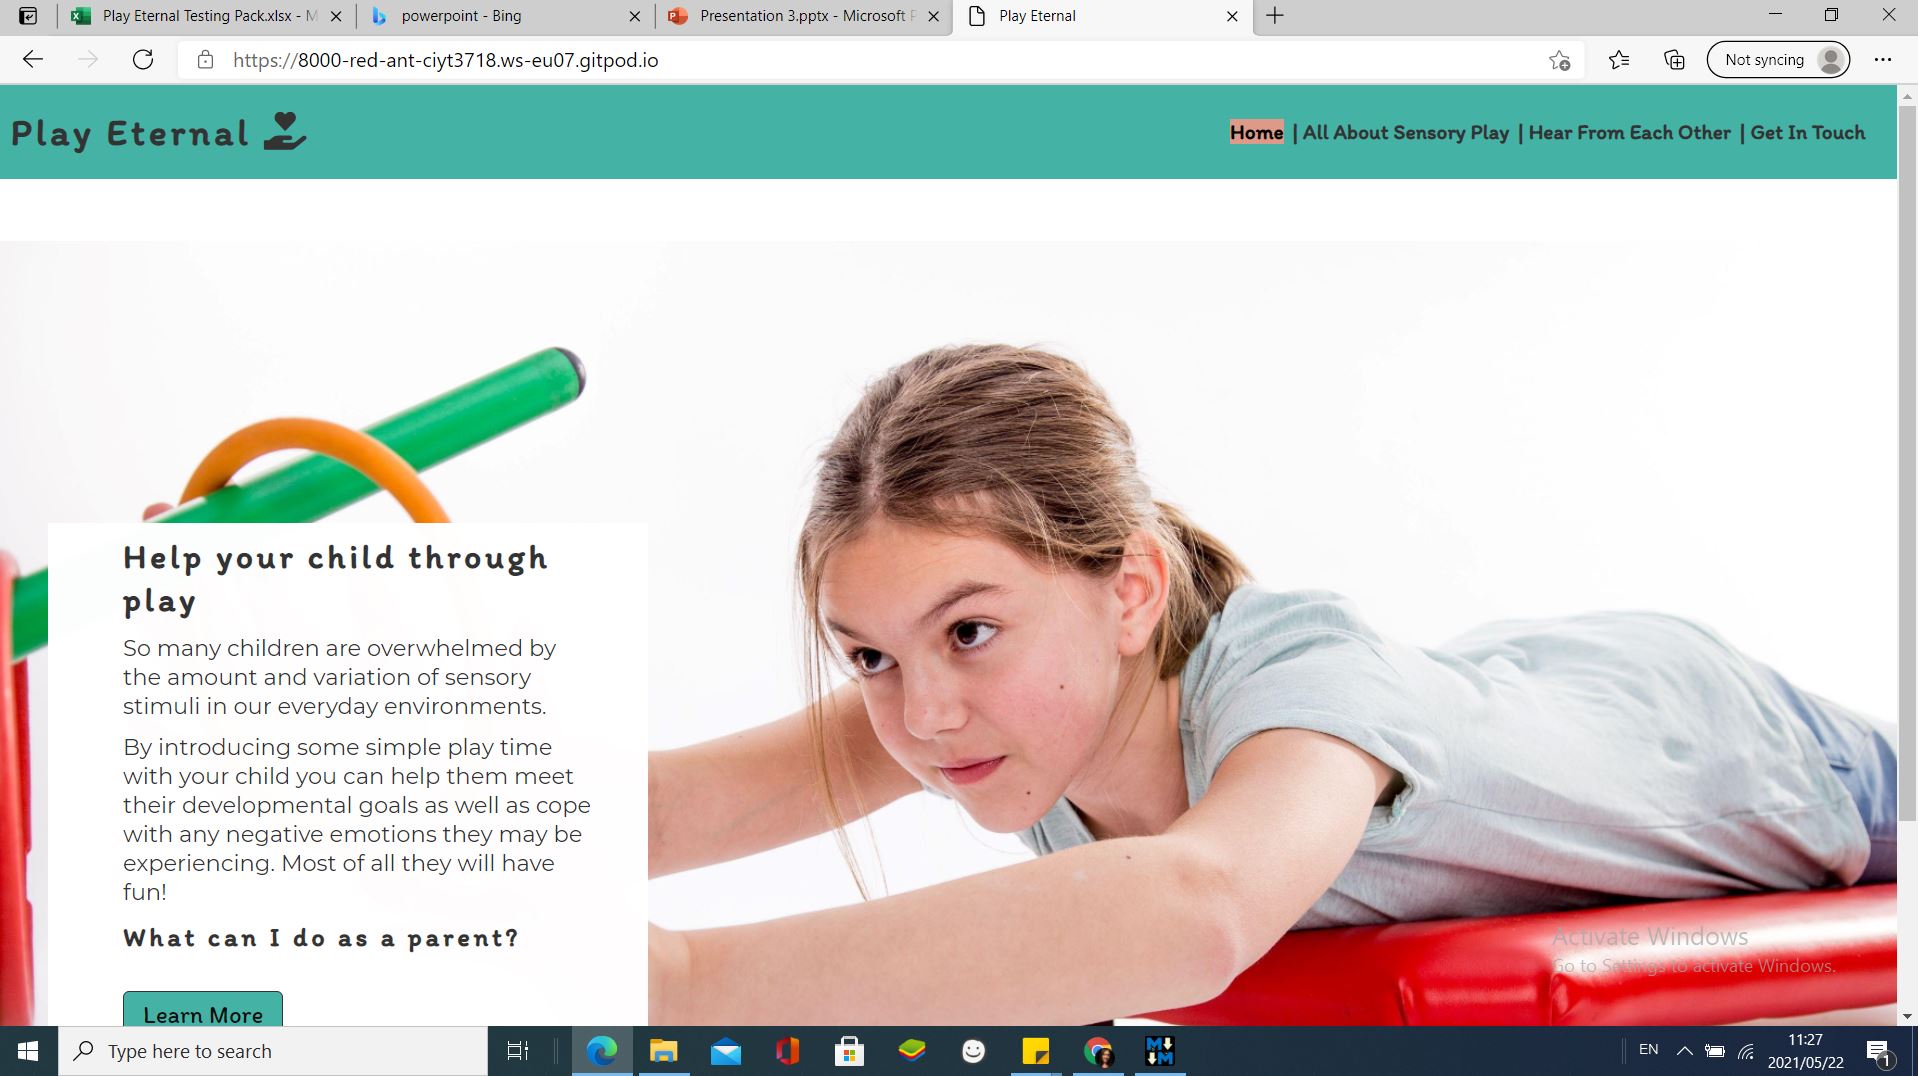 Play Eternal Testing Pack.xlsx - M
powerpoint - Bing
Presentation 3.pptx - Microsoft P
Play Eternal
https://8000-red-ant-ciyt3718.ws-eu07.gitpod.io
Not syncing
Play Eternal
Home | All About Sensory Play | Hear From Each Other | Get In Touch
Help your child through
play
So many children are overwhelmed by
the amount and variation of sensory
stimuli in our everyday environments.
By introducing some simple play time
with your child you can help them meet
their developmental goals as well as cope
with any negative emotions they may be
experiencing. Most of all they will have
fun!
What can I do as a parent?
Learn More
Activate Windows
Go to Settings to activate Windows.
Type here to search
EN
11:27
2021/05/22
1